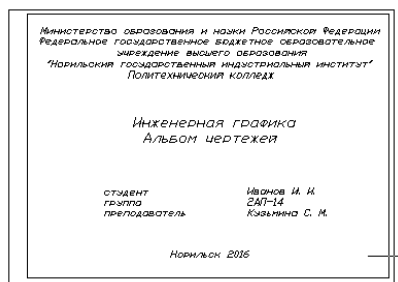 Министерство образования и науки Российской Федерации
Федеральное государственное бюджетное образовательное
учреждение высшего образования
"Норильский государственный индустриальный институт"
Политехнический колледж
Инженерная графика
Альбом чертежей
студент Иванов И. И.
группа 2АП-14
преподаватель Кузьмина С. М.
Норильск 2016